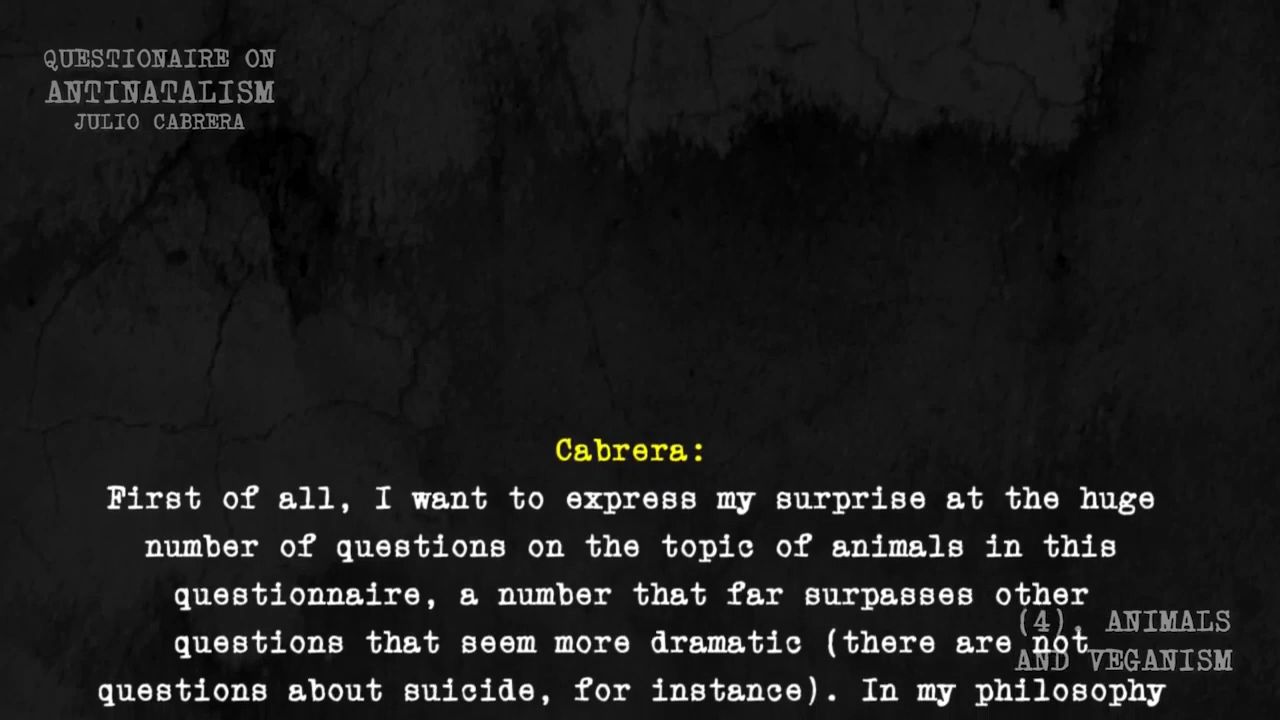 QUESTIONAIRE ON
ANTINATALISM
JULIO CABRERA
Cabrera:
First of all, I want to express my surprise at the huge
number of questions on the topic of animals in this
questionnaire, a number that far surpasses other
questions that seem more dramatic (there are not
questions about suicide, for instance). In my philosophy
(4). ANIMALS
AND VEGANISM